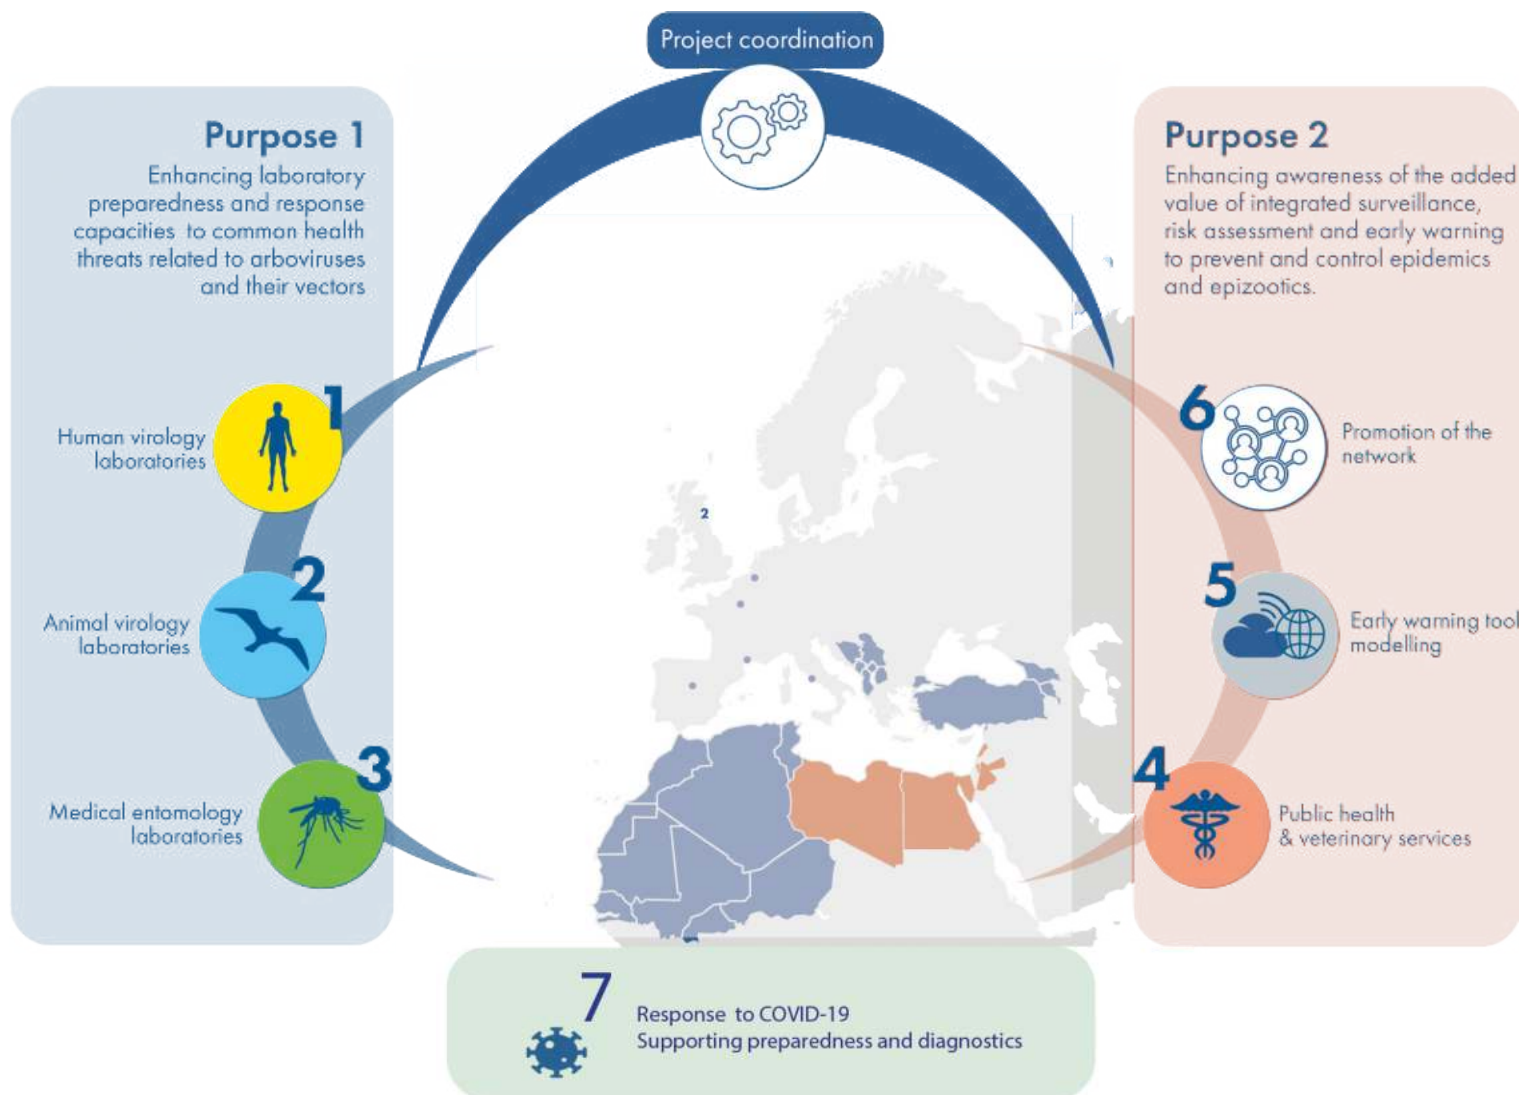 Project coordination
Purpose 1
Enhancing laboratory
preparedness and response
capacities to common health
threats related to arboviruses
and their vectors
1
Human virology
laboratories
2
Animal virology
laboratories
3
Medical entomology
laboratories
2
Purpose 2
Enhancing awareness of the added
value of integrated surveillance,
risk assessment and early warning
to prevent and control epidemics
and epizootics.
6
Promotion of the
network
5
Early warning tool
modelling
4
Public health
& veterinary services
7
Response to COVID-19
Supporting preparedness and diagnostics